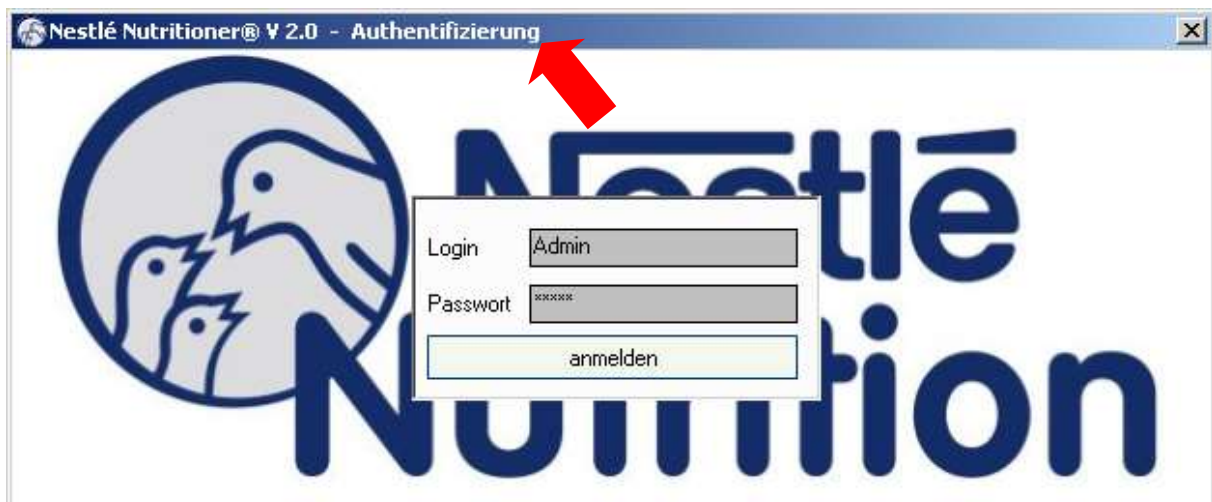 Nestlé Nutritioner® V 2.0 - Authentifizierung
Nestlé
Login Admin
Passwort *****
anmelden
Nutrition